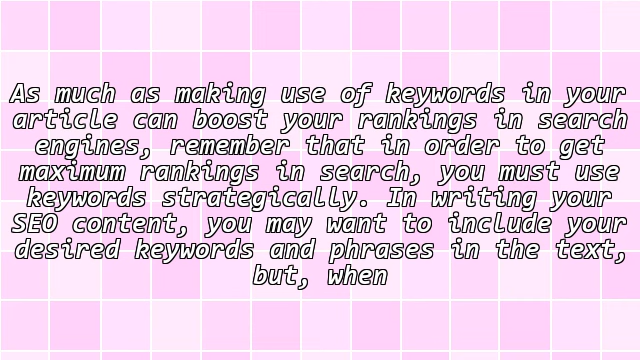 As much as making use of keywords in your
article can boost your rankings in search
engines, remember that in order to get
maximum rankings in search, you must use
keywords strategically. In writing your
SEO content, you may want to include your
desired keywords and phrases in the text,
but, when